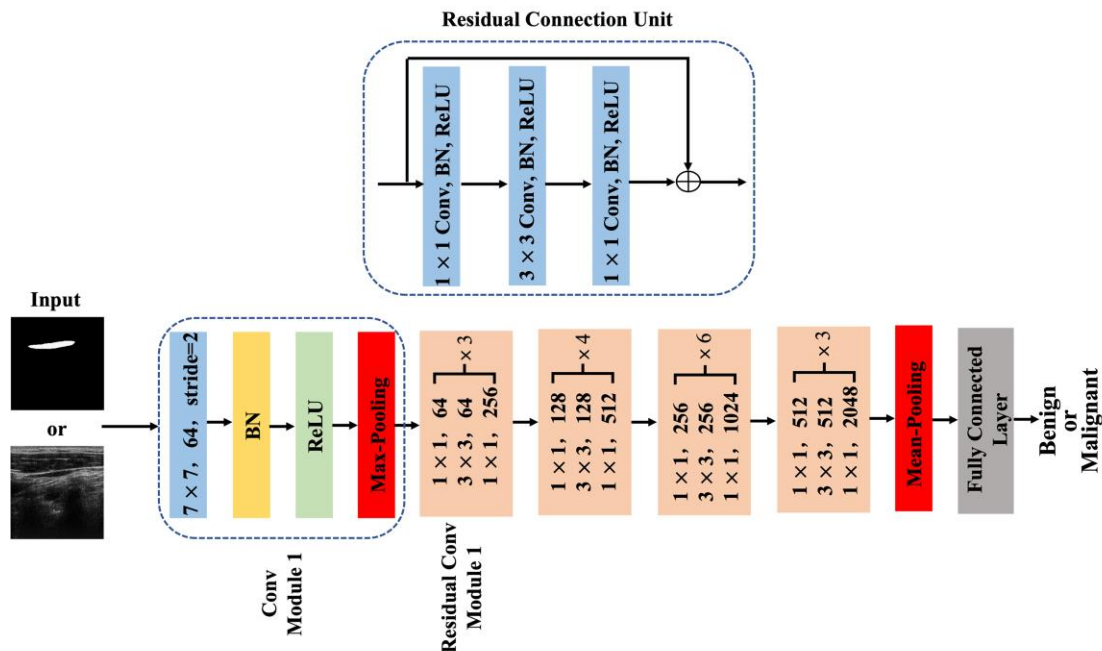 Residual Connection Unit
1 × 1 Conv, BN, ReLU
3 × 3 Conv, BN, ReLU
1 × 1 Conv, BN, ReLU
Input
or
7 × 7, 64, stride=2
BN
ReLU
Max-Pooling
Conv
Module 1
1 × 1, 64
3 × 3, 64
1 × 1, 256
× 3
Residual Conv
Module 1
1 × 1, 128
3 × 3, 128
1 × 1, 512
× 4
1 × 1, 256
3 × 3, 256
1 × 1, 1024
× 6
1 × 1, 512
3 × 3, 512
1 × 1, 2048
× 3
Mean-Pooling
Fully Connected
Layer
Benign
or
Malignant